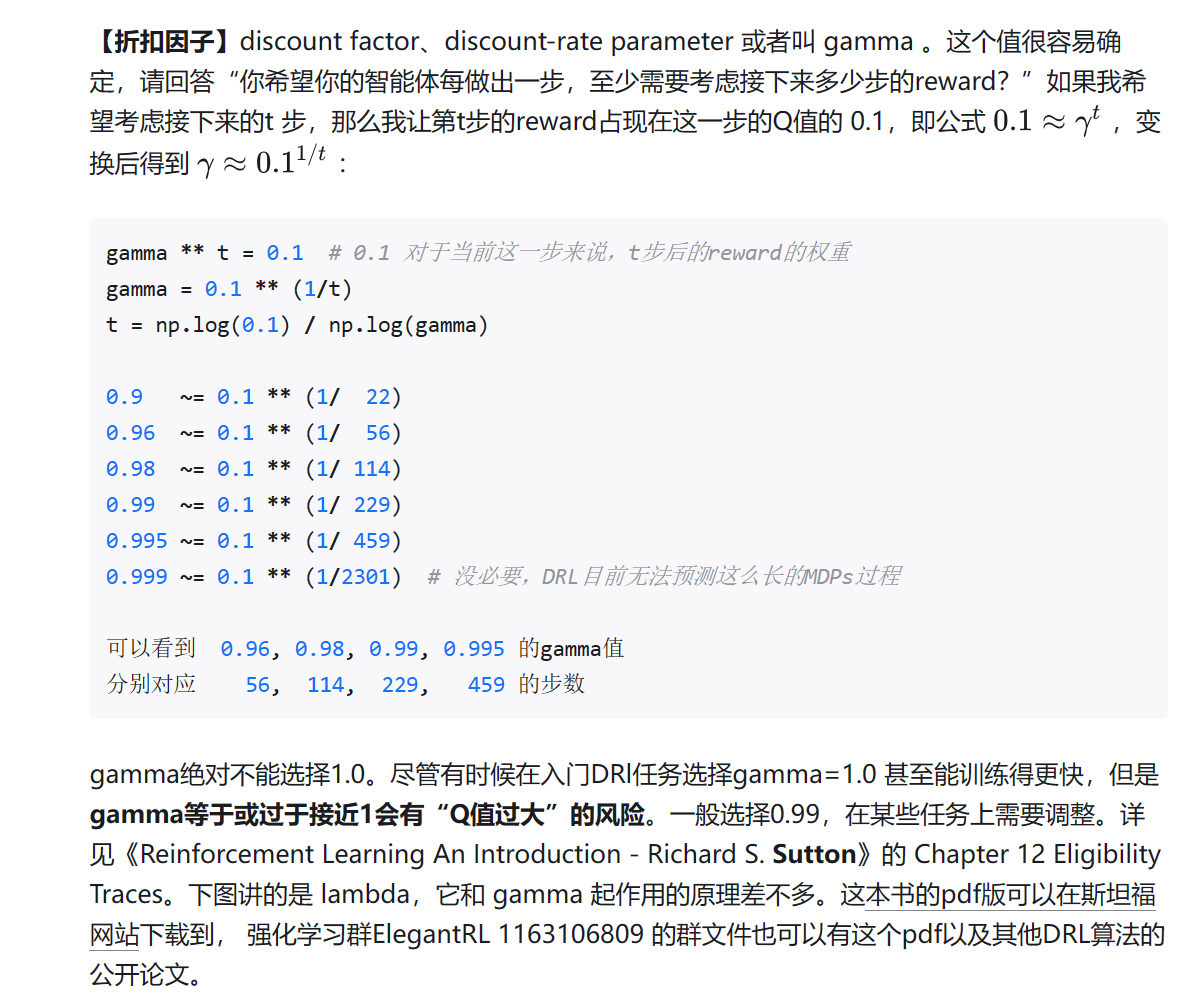 【折扣因子】discount factor、discount-rate parameter 或者叫 gamma 。这个值很容易确
定，请回答“你希望你的智能体每做出一步，至少需要考虑接下来多少步的reward？”如果我希
望考虑接下来的t 步，那么我让第t步的reward占现在这一步的Q值的 0.1，即公式 0.1 ≈ γ^t ，变
换后得到 γ ≈ 0.1^{1/t} ：
gamma ** t = 0.1  # 0.1 对于当前这一步来说，t步后的reward的权重
gamma = 0.1 ** (1/t)
t = np.log(0.1) / np.log(gamma)
0.9   ~= 0.1 ** (1/  22)
0.96  ~= 0.1 ** (1/  56)
0.98  ~= 0.1 ** (1/ 114)
0.99  ~= 0.1 ** (1/ 229)
0.995 ~= 0.1 ** (1/ 459)
0.999 ~= 0.1 ** (1/2301)  # 没必要，DRL目前无法预测这么长的MDPs过程
可以看到  0.96, 0.98, 0.99, 0.995 的gamma值
分别对应    56,  114,  229,   459 的步数
gamma绝对不能选择1.0。尽管有时候在入门DRl任务选择gamma=1.0 甚至能训练得更快，但是
gamma等于或过于接近1会有“Q值过大”的风险。一般选择0.99，在某些任务上需要调整。详
见《Reinforcement Learning An Introduction - Richard S. Sutton》的 Chapter 12 Eligibility
Traces。下图讲的是 lambda，它和 gamma 起作用的原理差不多。这本书的pdf版可以在斯坦福
网站下载到， 强化学习群ElegantRL 1163106809 的群文件也可以有这个pdf以及其他DRL算法的
公开论文。